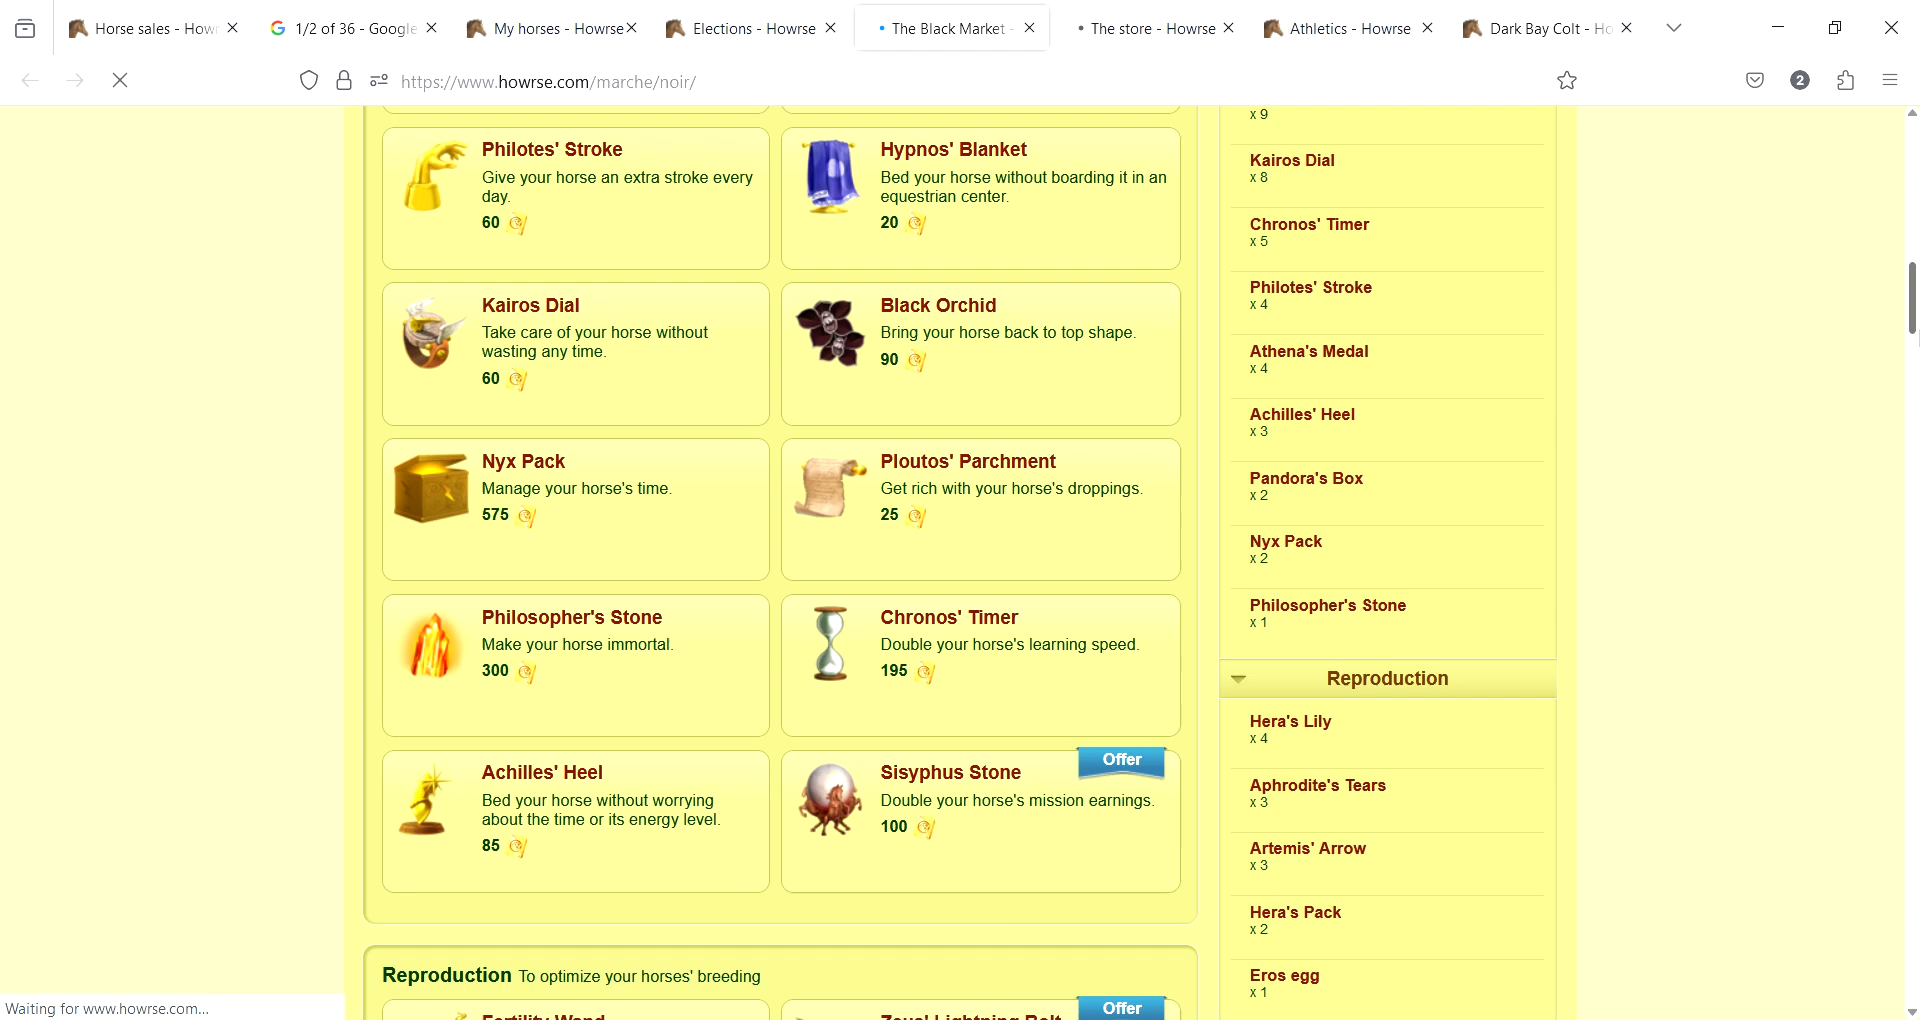 Horse sales - Howr
1/2 of 36 - Google
My horses - Howrse
Elections - Howrse
The Black Market -
The store - Howrse
Athletics - Howrse
Dark Bay Colt - Ho
https://www.howrse.com/marche/noir/
2
Philotes' Stroke
Give your horse an extra stroke every
day.
60
Hypnos' Blanket
Bed your horse without boarding it in an
equestrian center.
20
Kairos Dial
Take care of your horse without
wasting any time.
60
Black Orchid
Bring your horse back to top shape.
90
Nyx Pack
Manage your horse's time.
575
Ploutos' Parchment
Get rich with your horse's droppings.
25
Philosopher's Stone
Make your horse immortal.
300
Chronos' Timer
Double your horse's learning speed.
195
Achilles' Heel
Bed your horse without worrying
about the time or its energy level.
85
Offer
Sisyphus Stone
Double your horse's mission earnings.
100
Reproduction To optimize your horses' breeding
Fertility Wand
Offer
Zeus' Lightning Bolt
x 9
Kairos Dial
x 8
Chronos' Timer
x 5
Philotes' Stroke
x 4
Athena's Medal
x 4
Achilles' Heel
x 3
Pandora's Box
x 2
Nyx Pack
x 2
Philosopher's Stone
x 1
Reproduction
Hera's Lily
x 4
Aphrodite's Tears
x 3
Artemis' Arrow
x 3
Hera's Pack
x 2
Eros egg
x 1
Waiting for www.howrse.com...